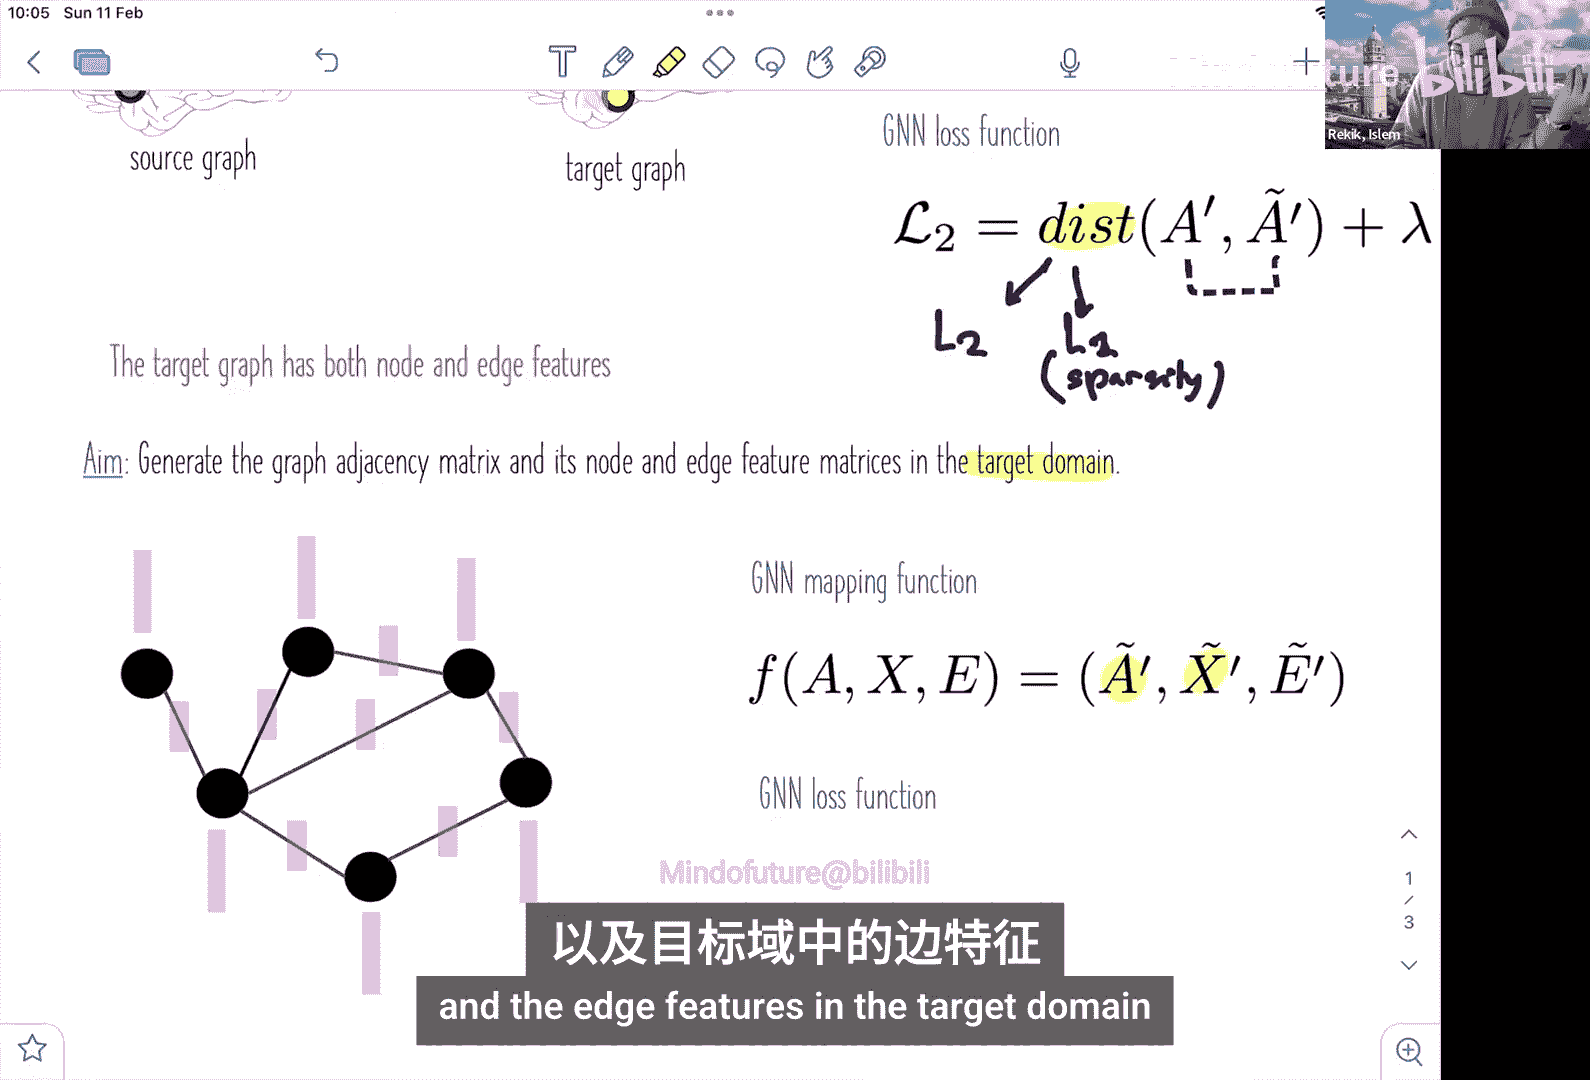 10:05 Sun 11 Feb
ture bilibili
Rekik, Islem
source graph
target graph
GNN loss function
ℒ₂ = dist(A′, Ã′) + λ
L2
L1
(sparsity)
The target graph has both node and edge features
Aim: Generate the graph adjacency matrix and its node and edge feature matrices in the target domain.
GNN mapping function
f(A, X, E) = (Ã′, X̃′, Ẽ′)
GNN loss function
Mindofuture@bilibili
1
/
3
以及目标域中的边特征
and the edge features in the target domain